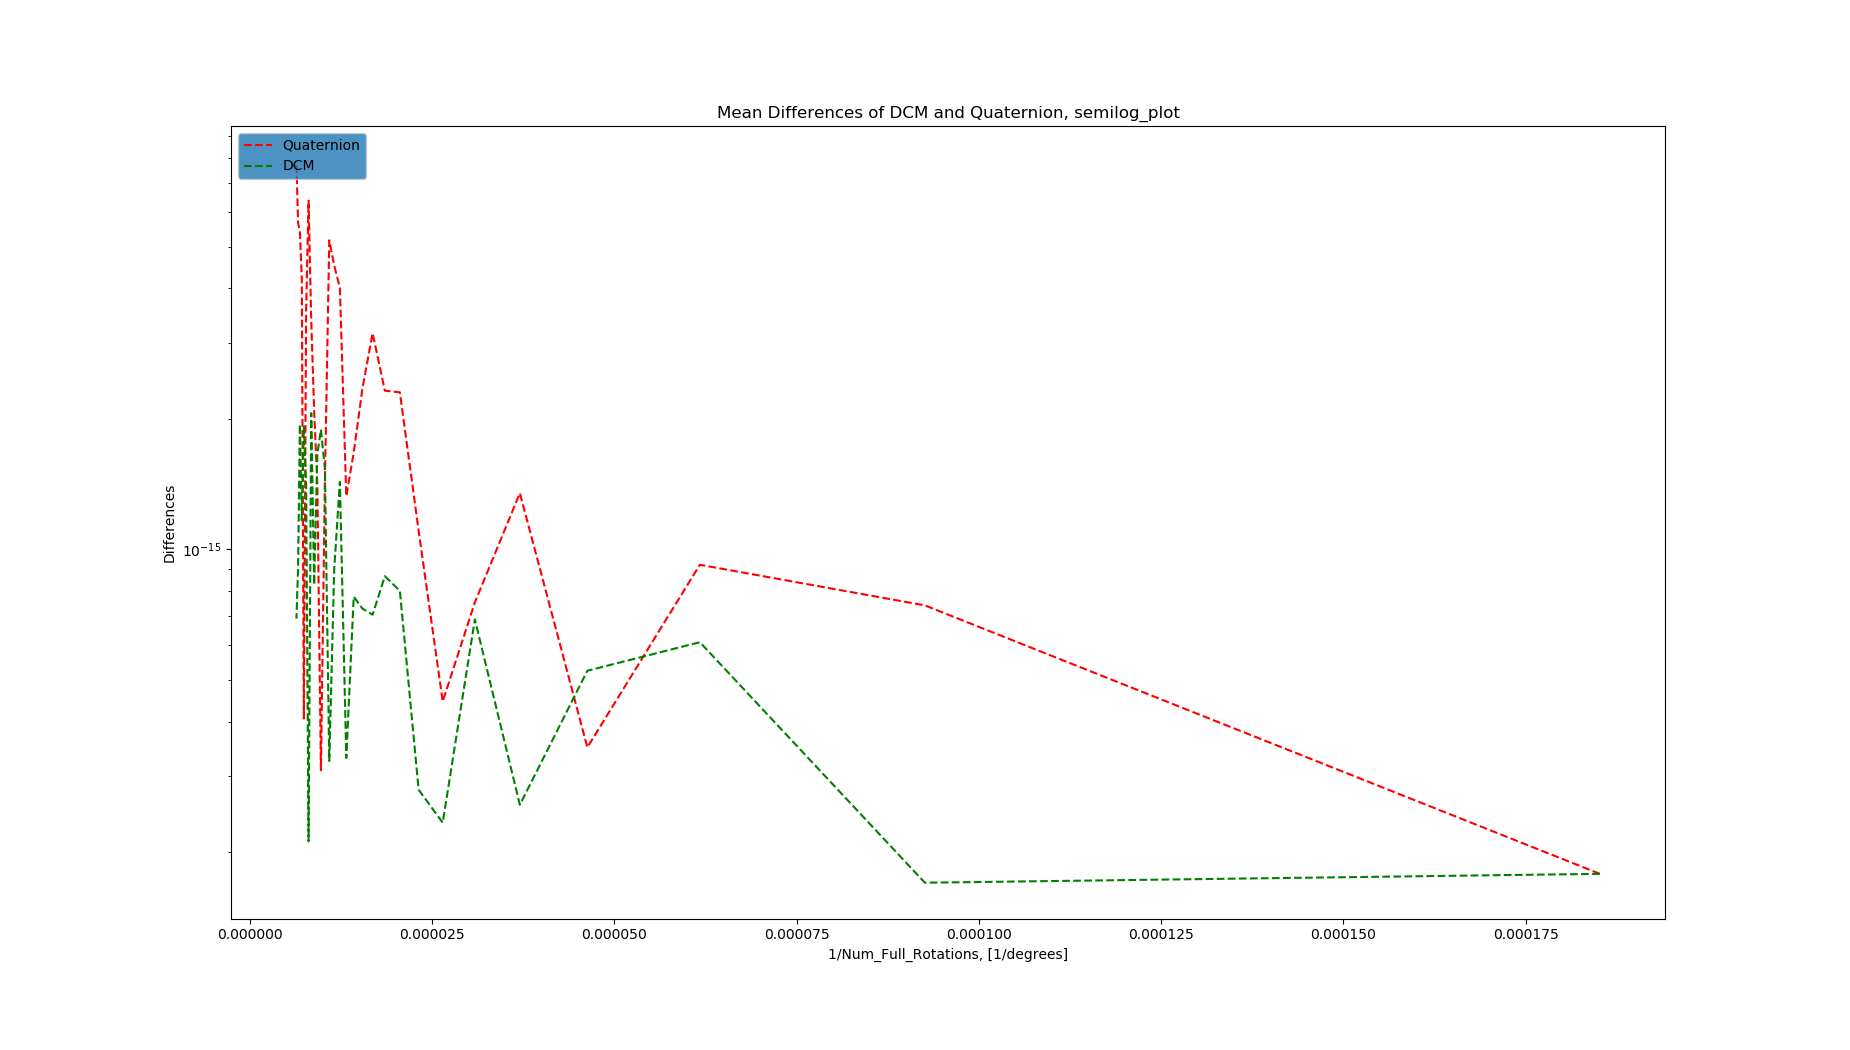 Mean Differences of DCM and Quaternion, semilog_plot
Quaternion
DCM
Differences
10⁻¹⁵
0.000000 0.000025 0.000050 0.000075 0.000100 0.000125 0.000150 0.000175
1/Num_Full_Rotations, [1/degrees]